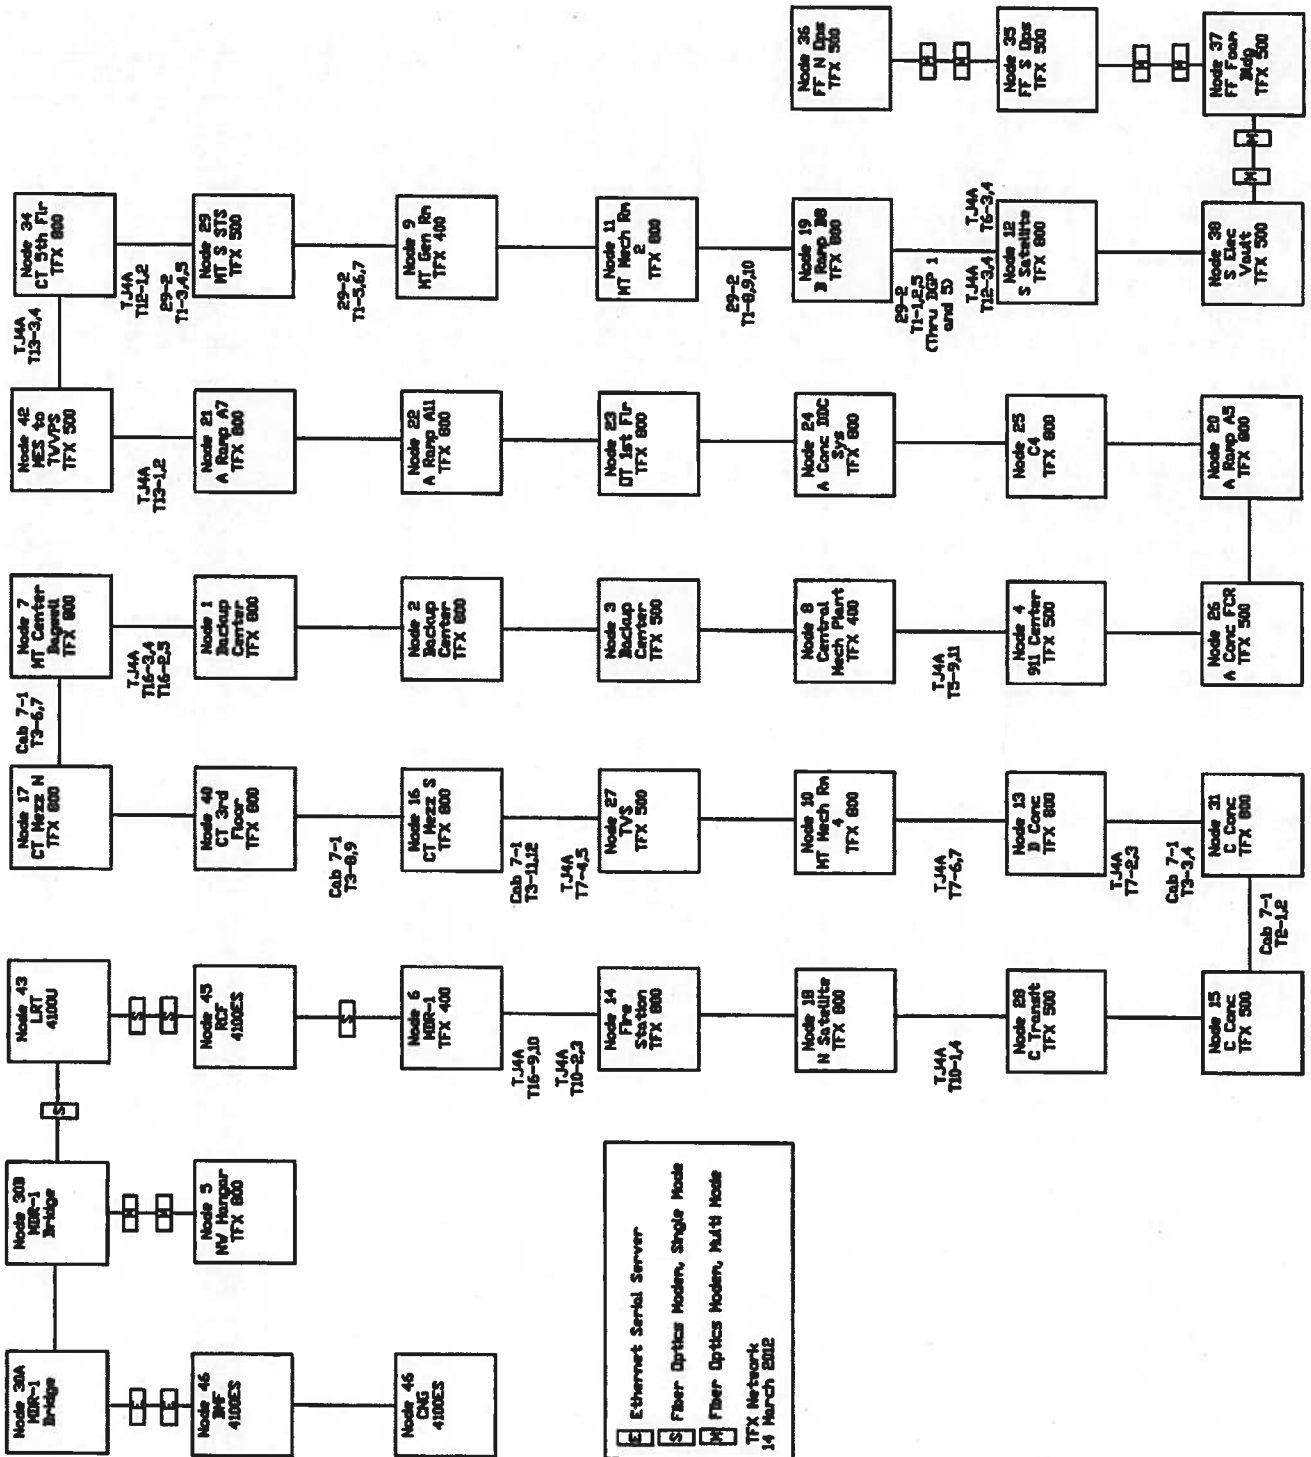 Node 30A
MDR-1
Bridge
E
E
Node 46
BMF
4100ES
Node 46
CNG
4100ES
Node 30B
MDR-1
Bridge
M
M
Node 5
NW Hangar
TFX 800
S
Node 43
LRT
4100U
S
S
Node 45
RCF
4100ES
S
Node 6
MDR-1
TFX 400
TJ4A
T16-9,10
TJ4A
T10-2,3
Node 14
Fire
Station
TFX 800
Node 18
N Satellite
TFX 800
TJ4A
T10-1,4
Node 28
C Transit
TFX 500
Node 15
C Conc
TFX 500
Cab 7-1
T2-1,2
Node 17
CT Mezz N
TFX 800
Node 40
CT 3rd
Floor
TFX 800
Cab 7-1
T3-8,9
Node 16
CT Mezz S
TFX 800
Cab 7-1
T3-11,12
TJ4A
T7-4,5
Node 27
TVS
TFX 500
Node 10
MT Mech Rm
4
TFX 800
TJ4A
T7-6,7
Node 13
B Conc
TFX 800
TJ4A
T7-2,3
Cab 7-1
T3-3,4
Node 31
C Conc
TFX 800
Cab 7-1
T3-6,7
Node 7
MT Center
Bagwell
TFX 800
TJ4A
T16-3,4
T16-2,5
Node 1
Backup
Center
TFX 800
Node 2
Backup
Center
TFX 800
Node 3
Backup
Center
TFX 500
Node 8
Central
Mech Plant
TFX 400
TJ4A
T5-9,11
Node 4
911 Center
TFX 500
Node 26
A Conc FCR
TFX 500
Node 42
MES to
TWVPS
TFX 500
TJ4A
T13-1,2
Node 21
A Ramp A7
TFX 800
Node 22
A Ramp A11
TFX 800
Node 23
OT 1st Flr
TFX 800
Node 24
A Conc IDC
Sys
TFX 800
Node 25
C4
TFX 800
Node 20
A Ramp A5
TFX 800
TJ4A
T13-3,4
Node 34
CT 5th Flr
TFX 800
TJ4A
T12-1,2
29-2
T1-3,4,5
Node 29
MT S STS
TFX 500
29-2
T1-5,6,7
Node 9
MT Gen Rm
TFX 400
Node 11
MT Mech Rm
2
TFX 800
29-2
T1-8,9,10
Node 19
B Ramp B8
TFX 800
29-2
T1-1,2,5
(Thru DGP 1
and 5)
TJ4A
T12-3,4
TJ4A
T6-3,4
Node 12
S Satellite
TFX 800
Node 38
S Elec
Vault
TFX 500
M
M
Node 36
FF N Dps
TFX 500
M
M
Node 35
FF S Dps
TFX 500
M
M
Node 37
FF Foam
Bldg
TFX 500
E Ethernet Serial Server
S Fiber Optics Modem, Single Mode
M Fiber Optics Modem, Multi Mode
TFX Network
14 March 2012